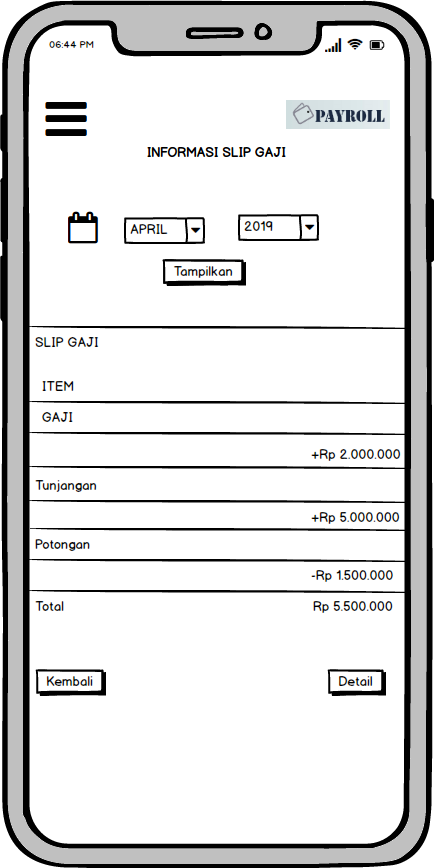 06:44 PM
PAYROLL
INFORMASI SLIP GAJI
APRIL
2019
Tampilkan
SLIP GAJI
ITEM
GAJI
+Rp 2.000.000
Tunjangan
+Rp 5.000.000
Potongan
-Rp 1.500.000
Total Rp 5.500.000
Kembali Detail